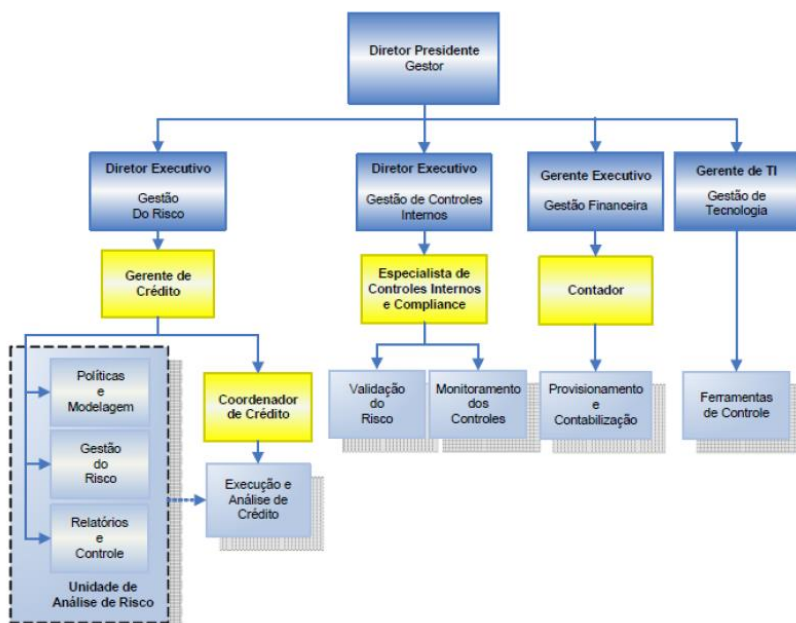 Diretor Presidente
Gestor
Diretor Executivo
Gestão
Do Risco
Diretor Executivo
Gestão de Controles
Internos
Gerente Executivo
Gestão Financeira
Gerente de TI
Gestão de
Tecnologia
Gerente de
Crédito
Especialista de
Controles Internos
e Compliance
Contador
Políticas
e
Modelagem
Gestão
do
Risco
Relatórios
e
Controle
Unidade de
Análise de Risco
Coordenador
de Crédito
Execução e
Análise de
Crédito
Validação
do
Risco
Monitoramento
dos
Controles
Provisionamento
e
Contabilização
Ferramentas
de Controle